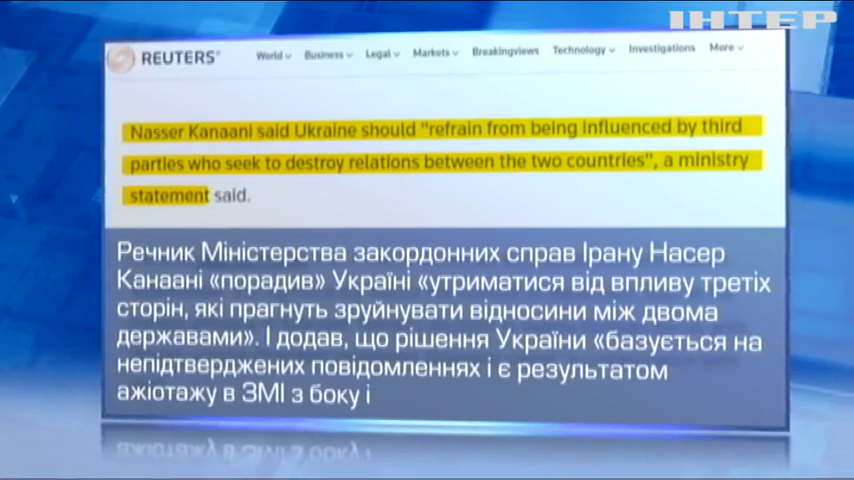 ІНТЕР
REUTERS®
World Business Legal Markets Breakingviews Technology Investigations More
Nasser Kanaani said Ukraine should "refrain from being influenced by third
parties who seek to destroy relations between the two countries", a ministry
statement said.
Речник Міністерства закордонних справ Ірану Насер
Канаані «порадив» Україні «утриматися від впливу третіх
сторін, які прагнуть зруйнувати відносини між двома
державами». І додав, що рішення України «базується на
непідтверджених повідомленнях і є результатом
ажіотажу в ЗМІ з боку і